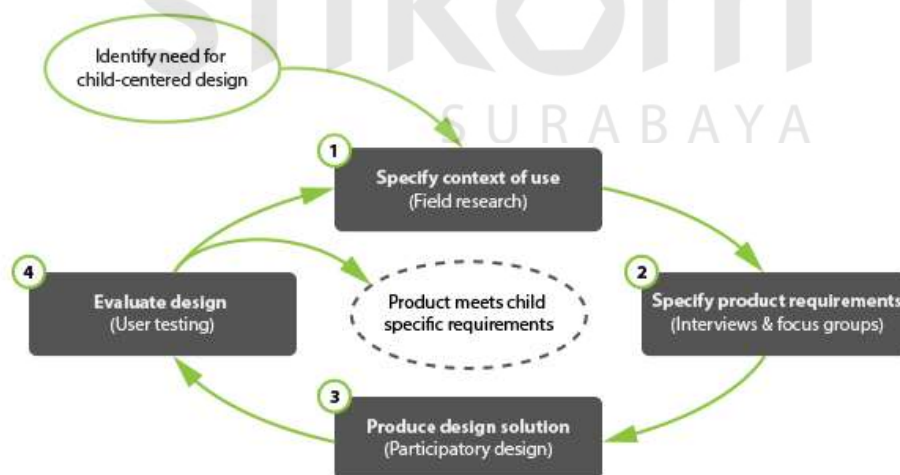 SURABAYA
Identify need for
child-centered design
1
Specify context of use
(Field research)
2
Specify product requirements
(Interviews & focus groups)
3
Produce design solution
(Participatory design)
4
Evaluate design
(User testing)
Product meets child
specific requirements